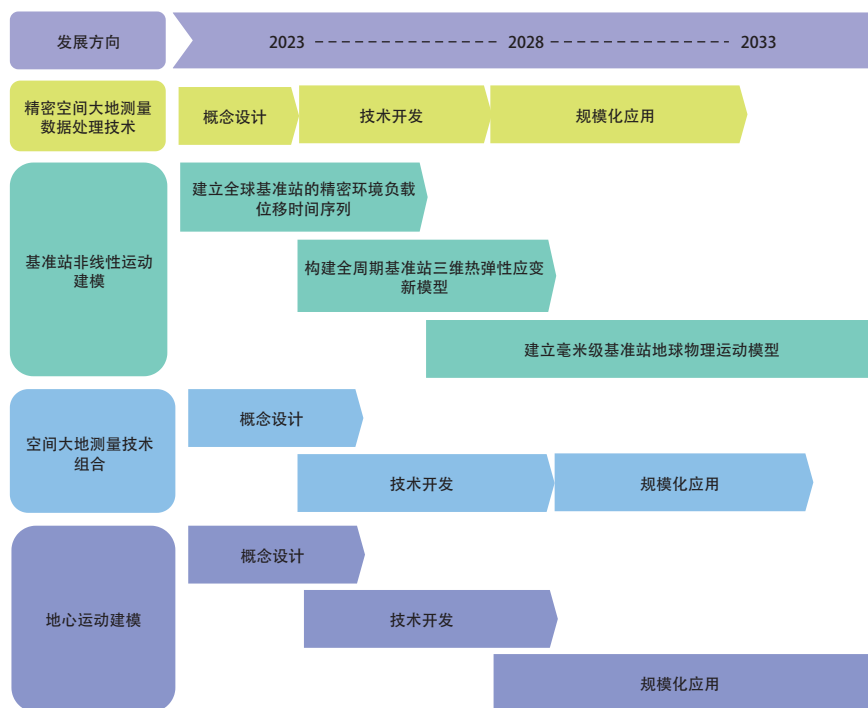 发展方向
2023
2028
2033
精密空间大地测量
数据处理技术
概念设计
技术开发
规模化应用
基准站非线性运动
建模
建立全球基准站的精密环境负载
位移时间序列
构建全周期基准站三维热弹性应变
新模型
建立毫米级基准站地球物理运动模型
空间大地测量技术
组合
概念设计
技术开发
规模化应用
地心运动建模
概念设计
技术开发
规模化应用